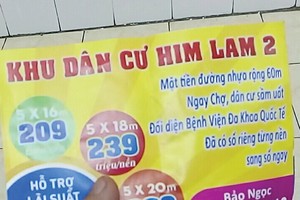 KHU DÂN CƯ HIM LAM 2
Một tiền đường nhựa rộng 60m
Ngay Chợ, dân cư sầm uất
Đối diện Bệnh Viện Đa Khoa Quốc Tế
Đã có sổ riêng từng nền
sang sổ ngay
5 X 16m
209
5 X 18m
239
triệu/nền
5 X 20m
HỖ TRỢ
LÃI SUẤT
Bảo Ngọc